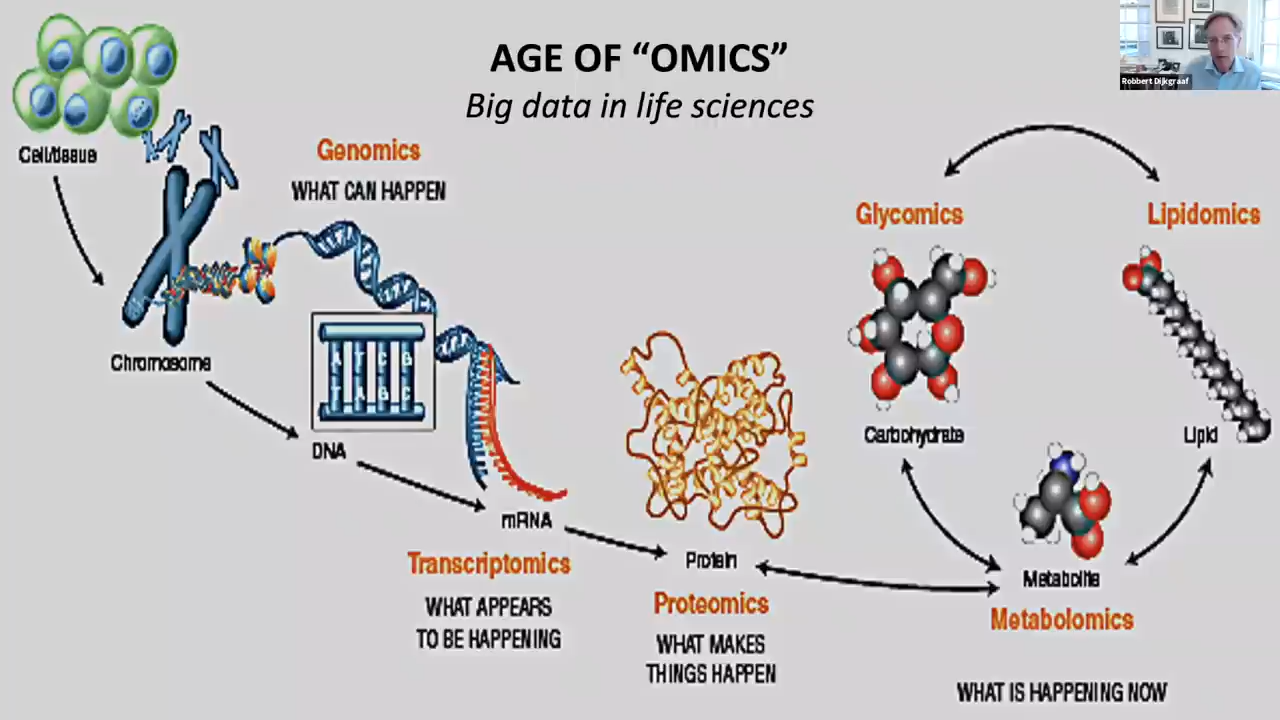 AGE OF “OMICS”
Big data in life sciences
Robbert Dijkgraaf
Cell/tissue
Chromosome
Genomics
WHAT CAN HAPPEN
A T C G
T A G C
DNA
mRNA
Transcriptomics
WHAT APPEARS
TO BE HAPPENING
Protein
Proteomics
WHAT MAKES
THINGS HAPPEN
Glycomics
Carbohydrate
Lipidomics
Lipid
Metabolite
Metabolomics
WHAT IS HAPPENING NOW